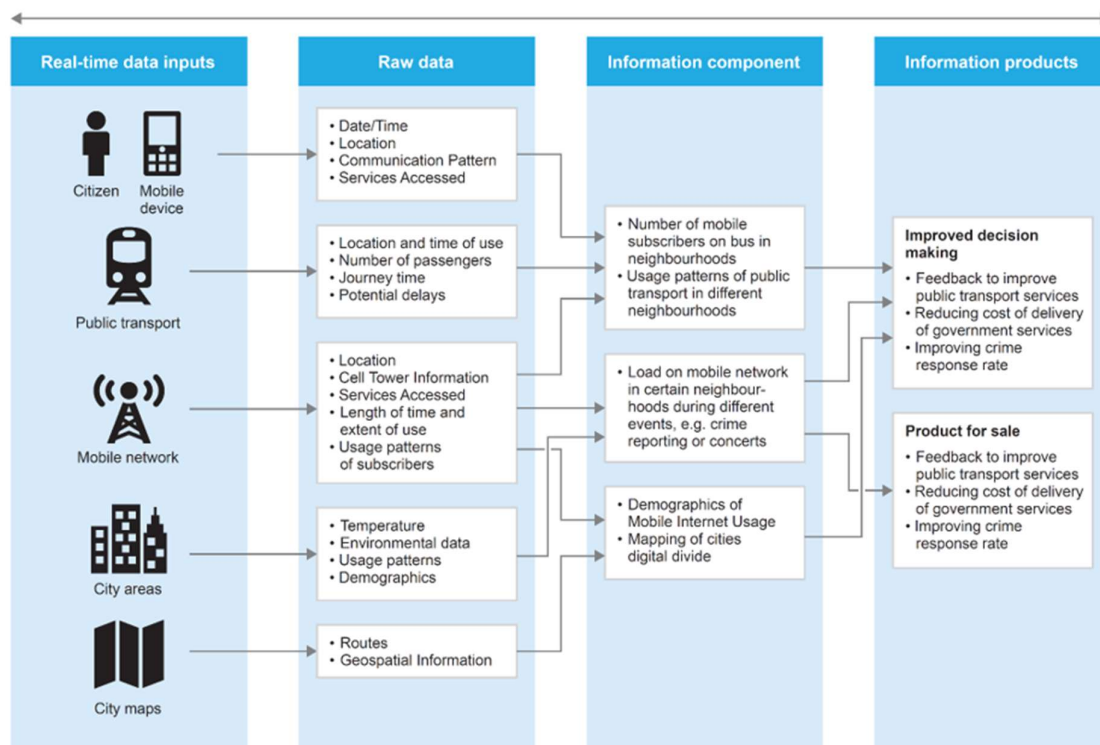 Real-time data inputs
Raw data
Information component
Information products
Citizen
Mobile
device
Public transport
Mobile network
City areas
City maps
• Date/Time
• Location
• Communication Pattern
• Services Accessed
• Location and time of use
• Number of passengers
• Journey time
• Potential delays
• Location
• Cell Tower Information
• Services Accessed
• Length of time and
extent of use
• Usage patterns
of subscribers
• Temperature
• Environmental data
• Usage patterns
• Demographics
• Routes
• Geospatial Information
• Number of mobile
subscribers on bus in
neighbourhoods
• Usage patterns of public
transport in different
neighbourhoods
• Load on mobile network
in certain neighbour-
hoods during different
events, e.g. crime
reporting or concerts
• Demographics of
Mobile Internet Usage
• Mapping of cities
digital divide
Improved decision
making
• Feedback to improve
public transport services
• Reducing cost of delivery
of government services
• Improving crime
response rate
Product for sale
• Feedback to improve
public transport services
• Reducing cost of delivery
of government services
• Improving crime
response rate